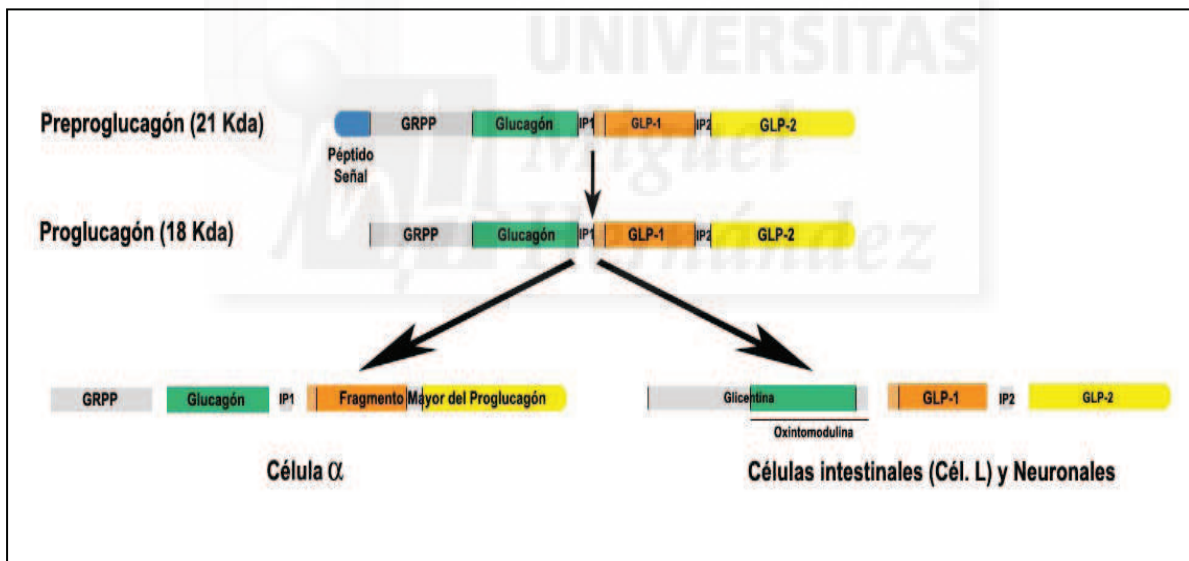 UNIVERSITAS
Miguel
Hernández
Preproglucagón (21 Kda)
GRPP
Glucagón
IP1
GLP-1
IP2
GLP-2
Péptido
Señal
Proglucagón (18 Kda)
GRPP
Glucagón
IP1
GLP-1
IP2
GLP-2
GRPP
Glucagón
IP1
Fragmento Mayor del Proglucagón
Glicentina
GLP-1
IP2
GLP-2
Oxintomodulina
Célula α
Células intestinales (Cél. L) y Neuronales